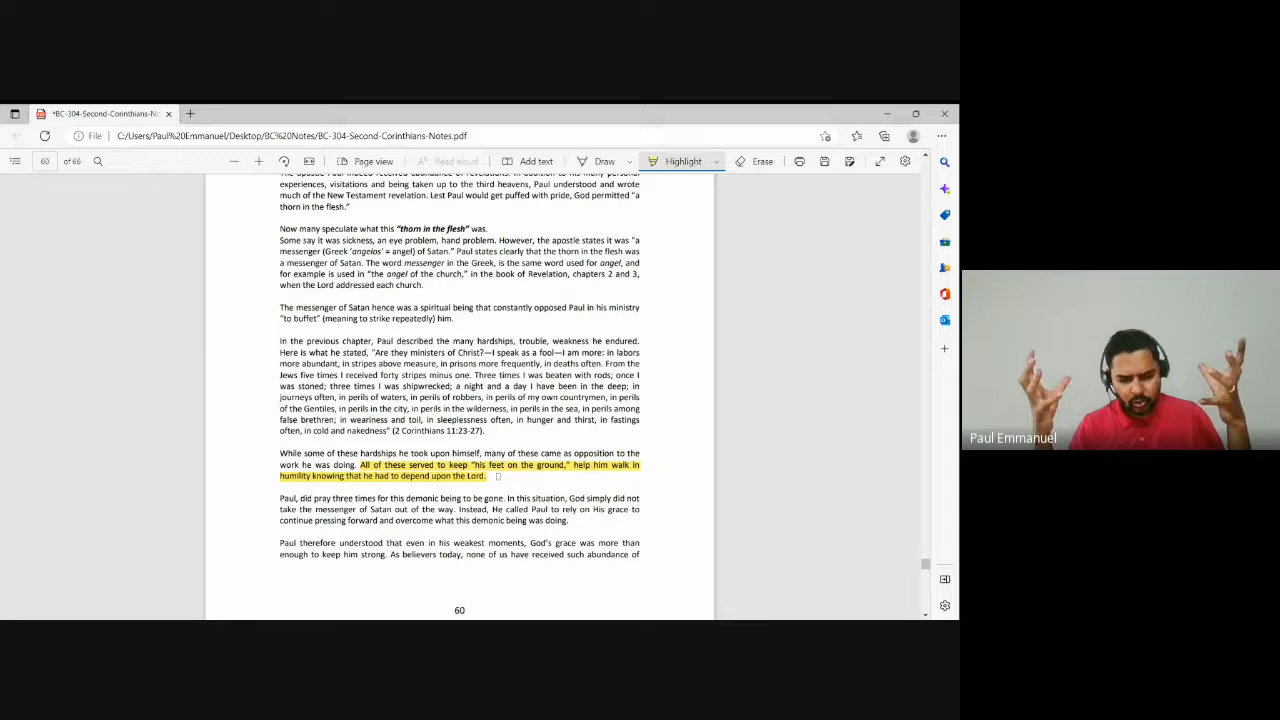 *BC-304-Second-Corinthians-No
File
C:/Users/Paul%20Emmanuel/Desktop/BC%20Notes/BC-304-Second-Corinthians-Notes.pdf
60 of 66
Page view
Read aloud
Add text
Draw
Highlight
Erase
The apostle Paul indeed received abundance of revelations. In addition to his many personal
experiences, visitations and being taken up to the third heavens, Paul understood and wrote
much of the New Testament revelation. Lest Paul would get puffed with pride, God permitted "a
thorn in the flesh."
Now many speculate what this "thorn in the flesh" was.
Some say it was sickness, an eye problem, hand problem. However, the apostle states it was "a
messenger (Greek 'angelos' = angel) of Satan." Paul states clearly that the thorn in the flesh was
a messenger of Satan. The word messenger in the Greek, is the same word used for angel, and
for example is used in "the angel of the church," in the book of Revelation, chapters 2 and 3,
when the Lord addressed each church.
The messenger of Satan hence was a spiritual being that constantly opposed Paul in his ministry
"to buffet" (meaning to strike repeatedly) him.
In the previous chapter, Paul described the many hardships, trouble, weakness he endured.
Here is what he stated, "Are they ministers of Christ?—I speak as a fool—I am more: in labors
more abundant, in stripes above measure, in prisons more frequently, in deaths often. From the
Jews five times I received forty stripes minus one. Three times I was beaten with rods; once I
was stoned; three times I was shipwrecked; a night and a day I have been in the deep; in
journeys often, in perils of waters, in perils of robbers, in perils of my own countrymen, in perils
of the Gentiles, in perils in the city, in perils in the wilderness, in perils in the sea, in perils among
false brethren; in weariness and toil, in sleeplessness often, in hunger and thirst, in fastings
often, in cold and nakedness" (2 Corinthians 11:23-27).
While some of these hardships he took upon himself, many of these came as opposition to the
work he was doing. All of these served to keep "his feet on the ground," help him walk in
humility knowing that he had to depend upon the Lord.
Paul, did pray three times for this demonic being to be gone. In this situation, God simply did not
take the messenger of Satan out of the way. Instead, He called Paul to rely on His grace to
continue pressing forward and overcome what this demonic being was doing.
Paul therefore understood that even in his weakest moments, God's grace was more than
enough to keep him strong. As believers today, none of us have received such abundance of
60
Paul Emmanuel